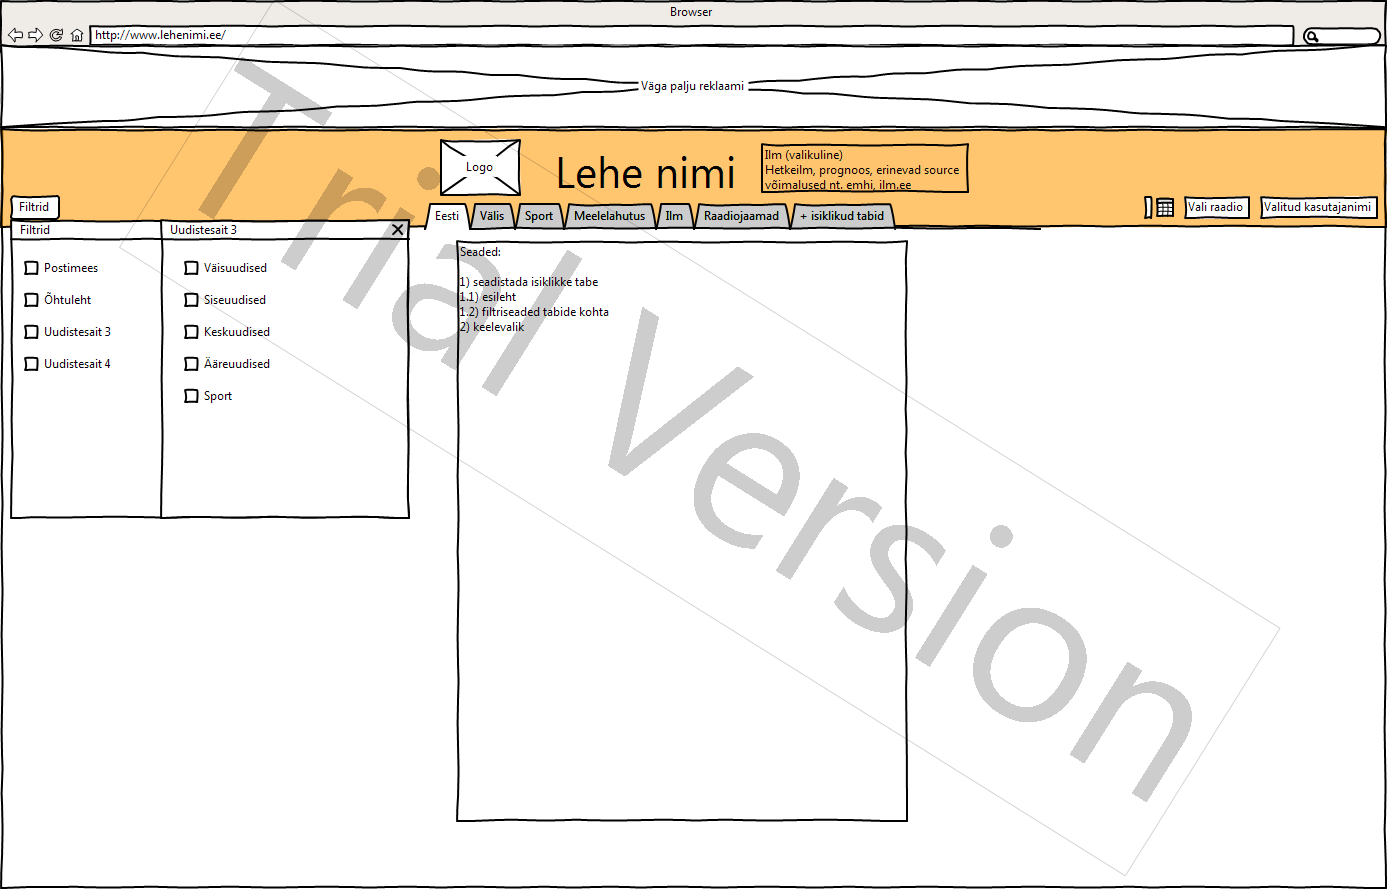 Browser
http://www.lehenimi.ee/
Väga palju reklaami
Logo
Lehe nimi
Ilm (valikuline)
Hetkeilm, prognoos, erinevad source
võimalused nt. emhi, ilm.ee
Filtrid
Eesti
Välis
Sport
Meelelahutus
Ilm
Raadiojaamad
+ isiklikud tabid
Vali raadio
Valitud kasutajanimi
Filtrid
Postimees
Õhtuleht
Uudistesait 3
Uudistesait 4
Uudistesait 3
Väisuudised
Siseuudised
Keskuudised
Ääreuudised
Sport
Seaded:
1) seadistada isiklikke tabe
1.1) esileht
1.2) filtriseaded tabide kohta
2) keelevalik
Trial Version